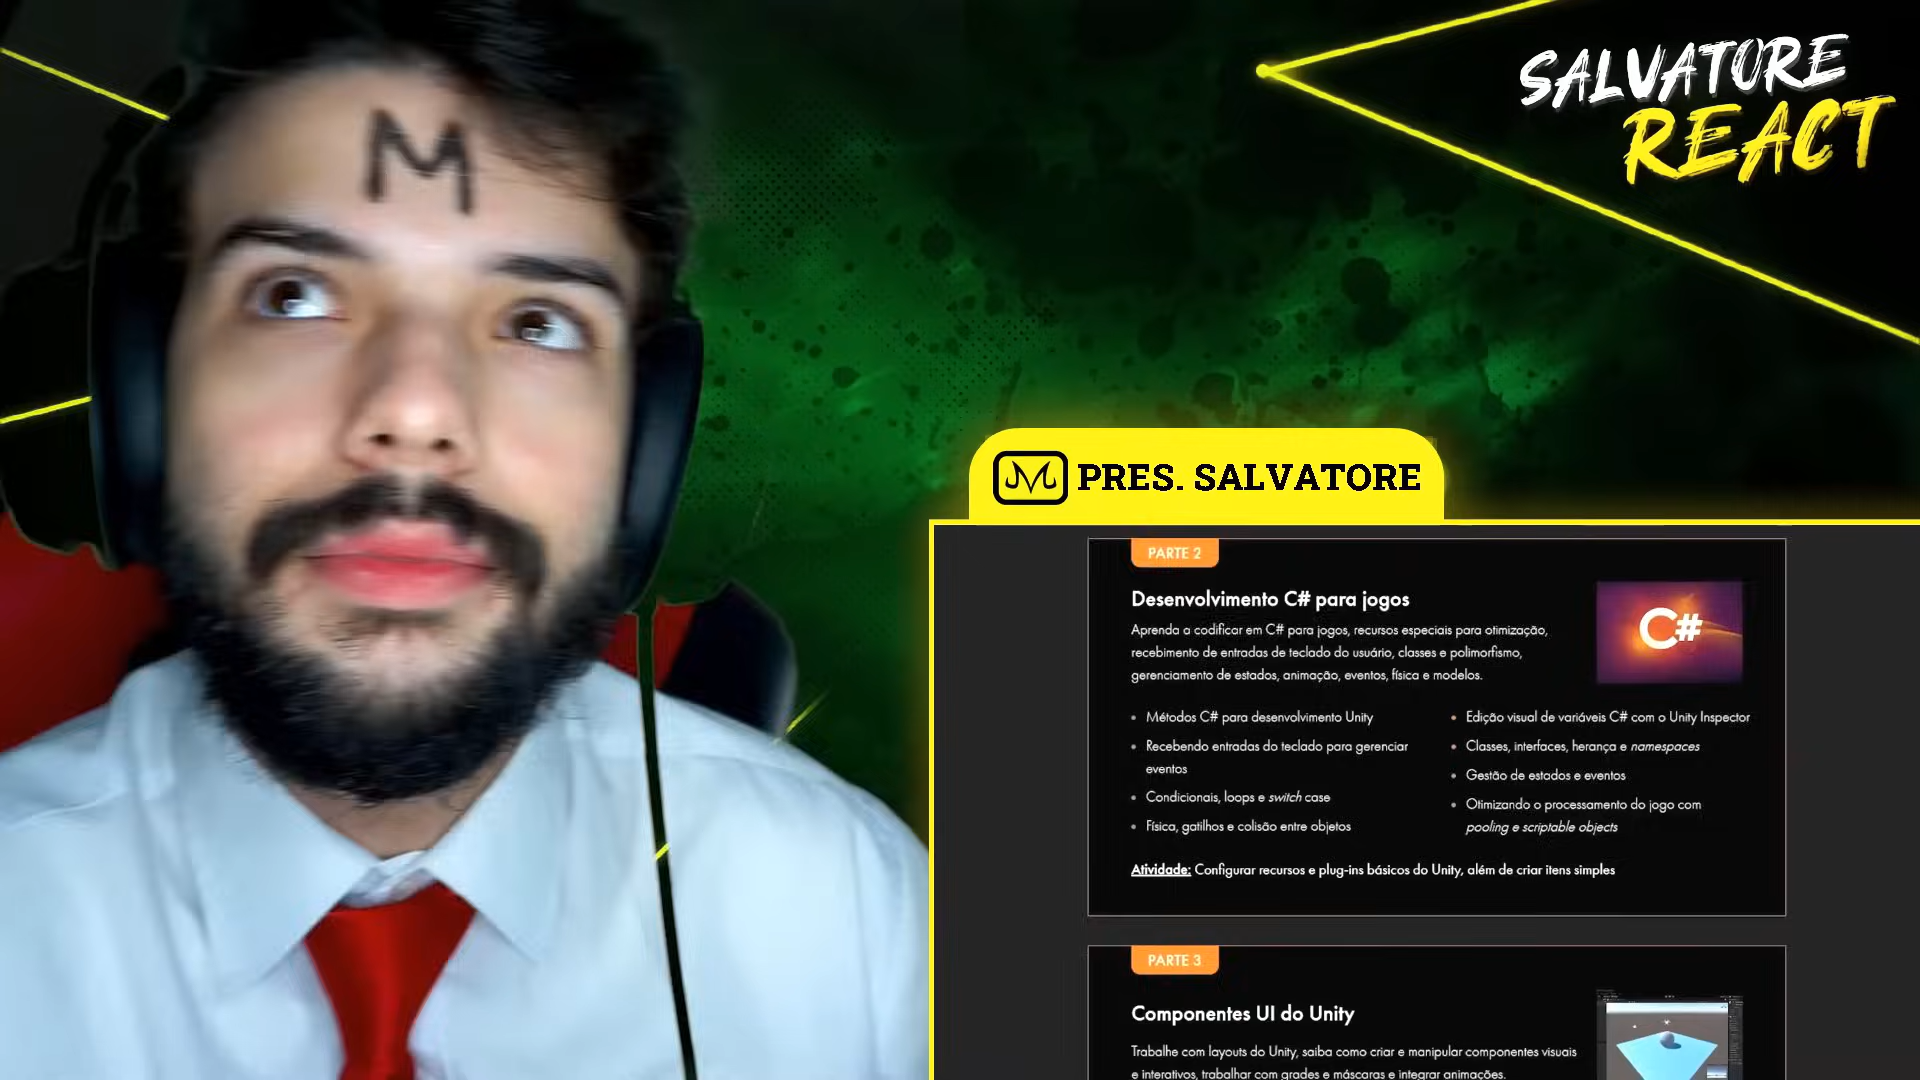 M
SALVATORE
REACT
PRES. SALVATORE
PARTE 2
Desenvolvimento C# para jogos
Aprenda a codificar em C# para jogos, recursos especiais para otimização,
recebimento de entradas de teclado do usuário, classes e polimorfismo,
gerenciamento de estados, animação, eventos, física e modelos.
C#
• Métodos C# para desenvolvimento Unity
• Recebendo entradas do teclado para gerenciar
eventos
• Condicionais, loops e switch case
• Física, gatilhos e colisão entre objetos
• Edição visual de variáveis C# com o Unity Inspector
• Classes, interfaces, herança e namespaces
• Gestão de estados e eventos
• Otimizando o processamento do jogo com
pooling e scriptable objects
Atividade: Configurar recursos e plug-ins básicos do Unity, além de criar itens simples
PARTE 3
Componentes UI do Unity
Trabalhe com layouts do Unity, saiba como criar e manipular componentes visuais
e interativos, trabalhar com grades e máscaras e integrar animações.